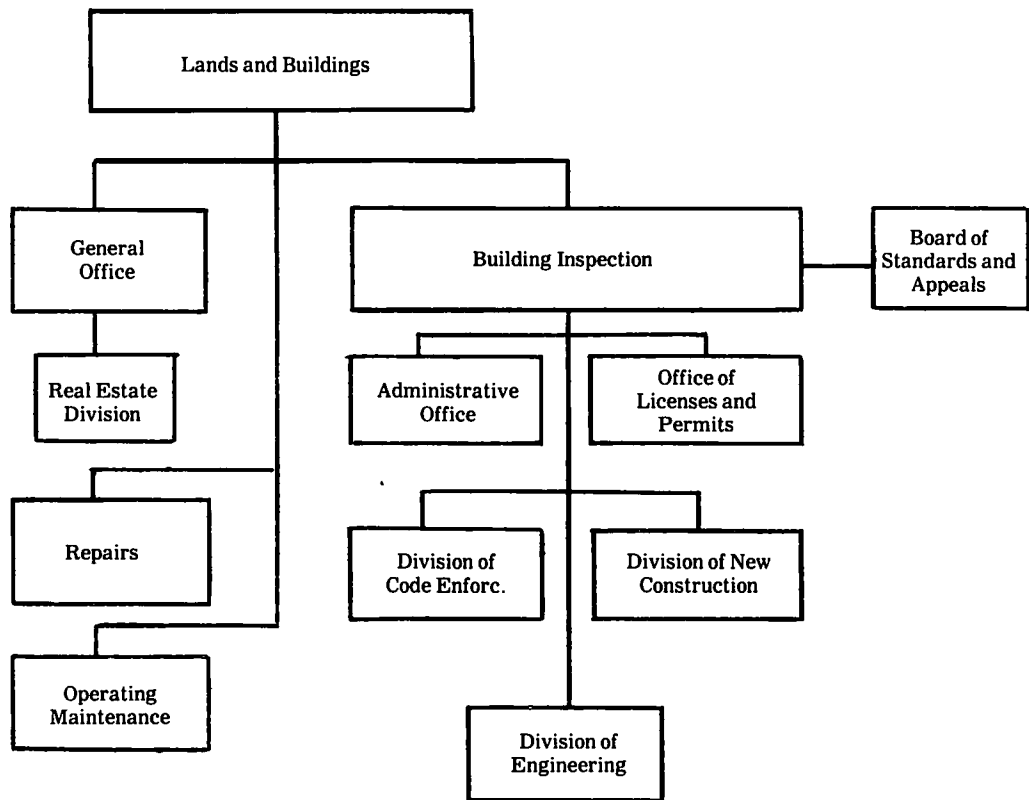 Lands and Buildings
General
Office
Building Inspection
Board of
Standards and
Appeals
Real Estate
Division
Administrative
Office
Office of
Licenses and
Permits
Repairs
Division of
Code Enforc.
Division of New
Construction
Operating
Maintenance
Division of
Engineering